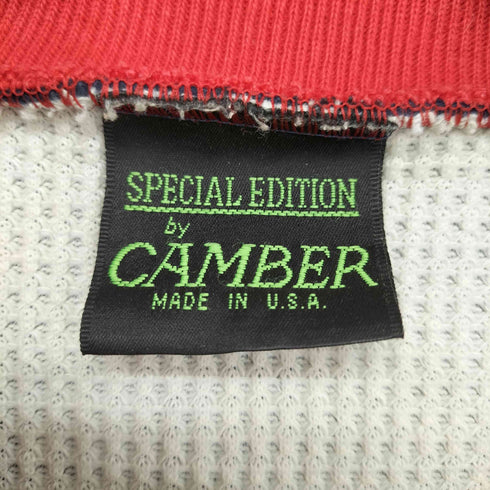 SPECIAL EDITION
by
CAMBER
MADE IN U.S.A.